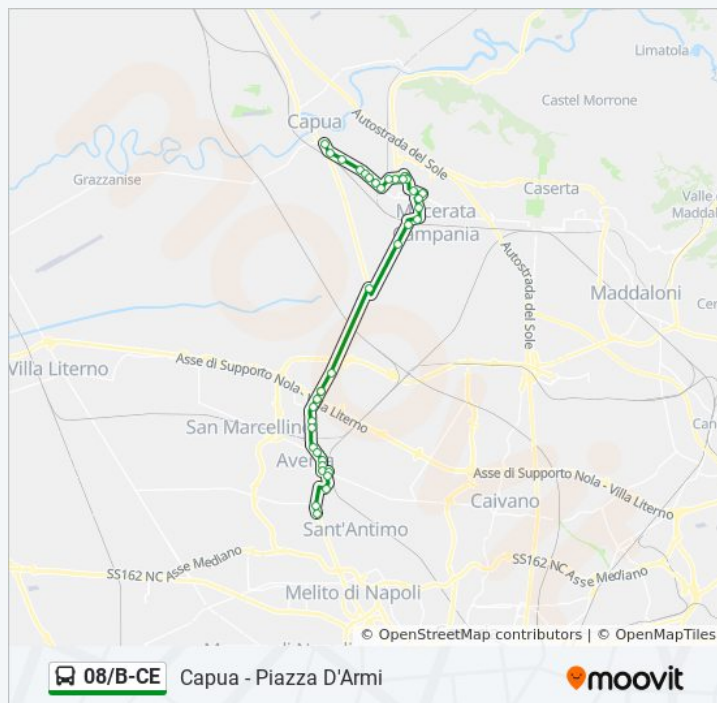 Limatola
Castel Morrone
Capua
Autostrada del Sole
Grazzanise
Caserta
Valle di
Maddaloni
Macerata
Campania
Autostrada del Sole
Maddaloni
Villa Literno
Asse di Supporto Nola - Villa Literno
San Marcellino
Aversa
Asse di Supporto Nola - Villa Literno
Caivano
Sant'Antimo
SS162 NC Asse Mediano
SS162 NC Asse Mediano
Melito di Napoli
© OpenStreetMap contributors | © OpenMapTiles
08/B-CE
Capua - Piazza D'Armi
moovit